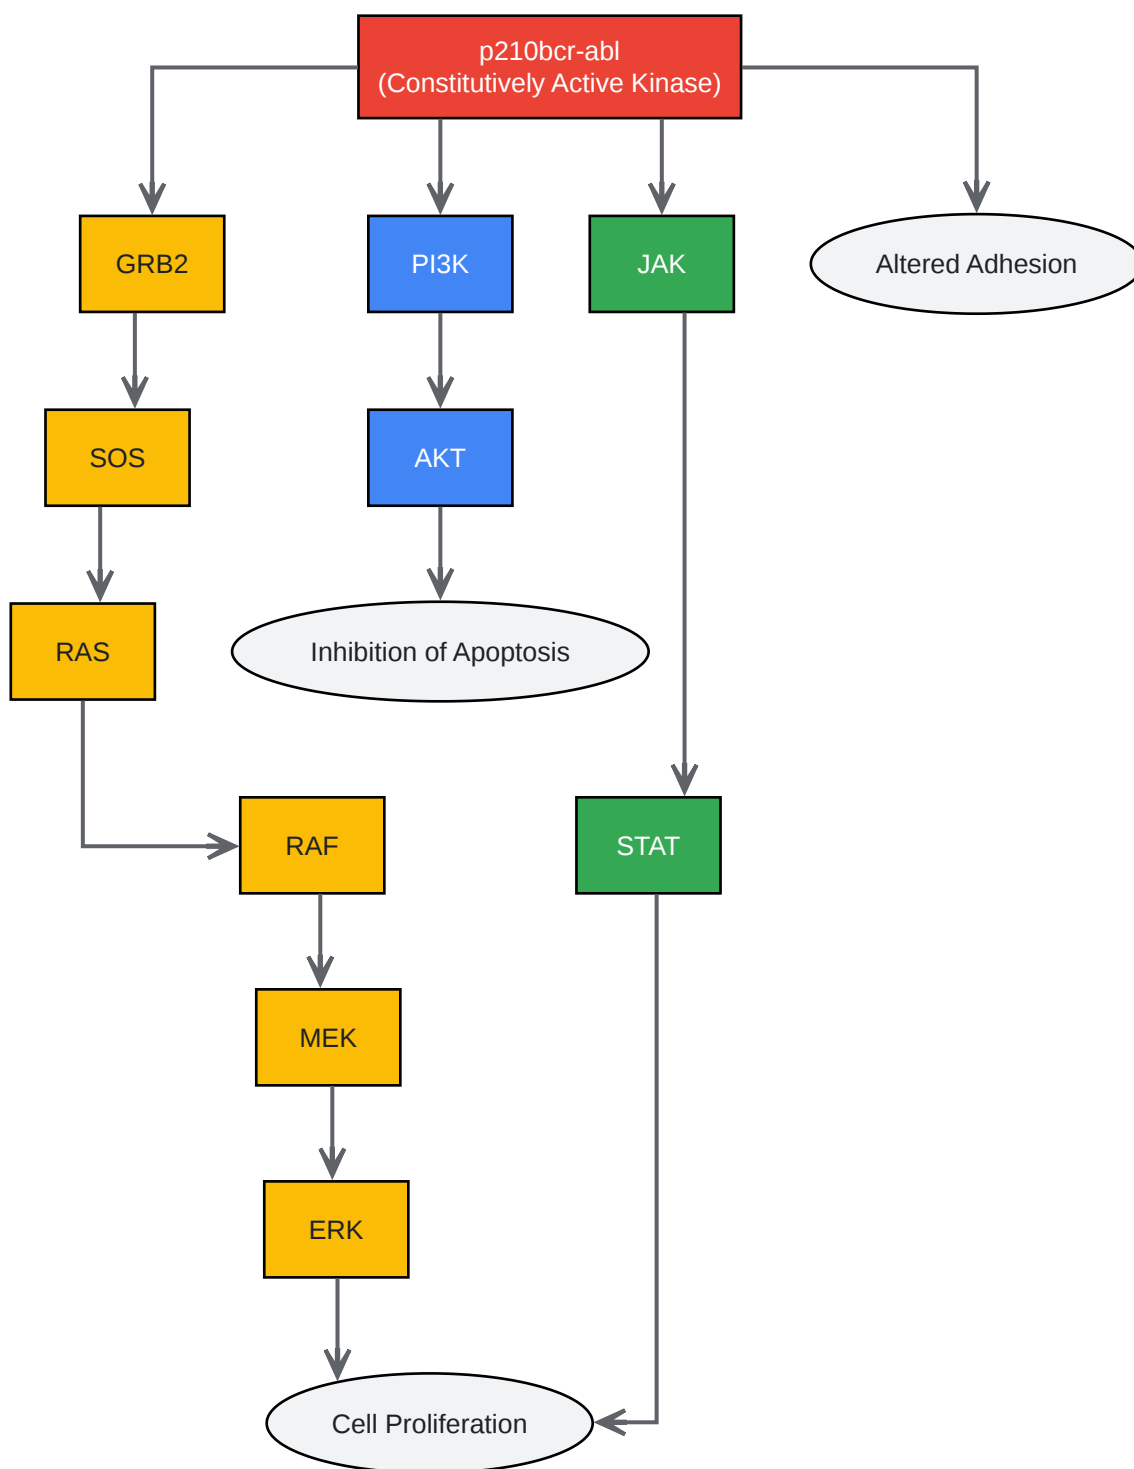 p210bcr-abl
(Constitutively Active Kinase)
GRB2
PI3K
JAK
Altered Adhesion
SOS
AKT
RAS
Inhibition of Apoptosis
RAF
STAT
MEK
ERK
Cell Proliferation